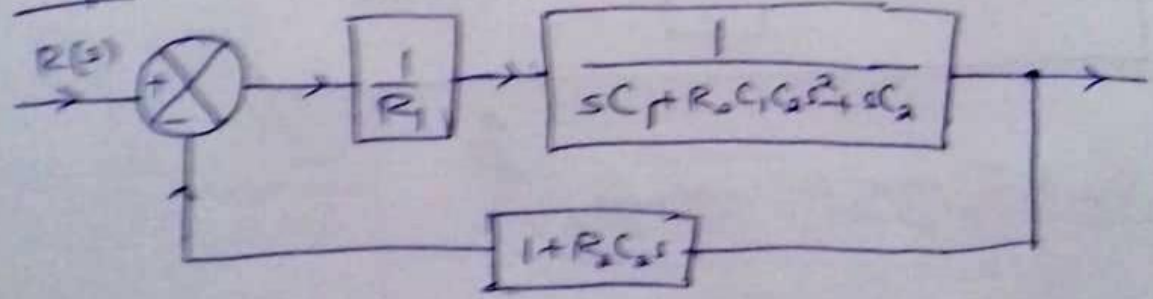 R(s)
+
-
1
R₁
1
sC₁+R₂C₁C₂s²+sC₂
1+R₂C₂s